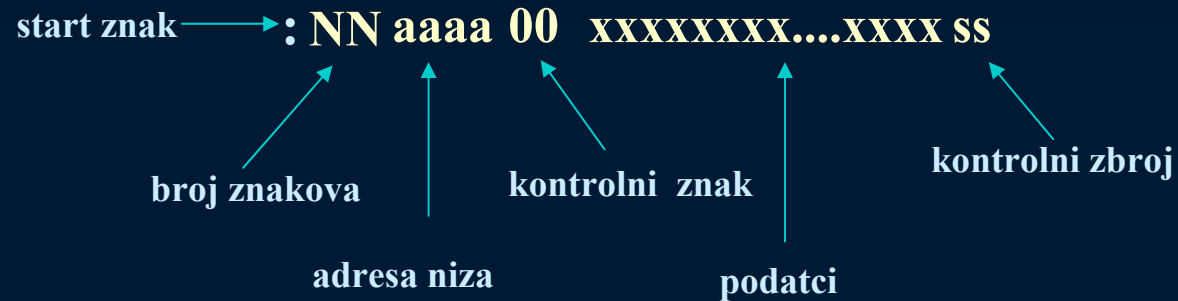 start znak : NN aaaa 00 xxxxxxxx....xxxx ss
broj znakova kontrolni znak kontrolni zbroj
adresa niza podatci